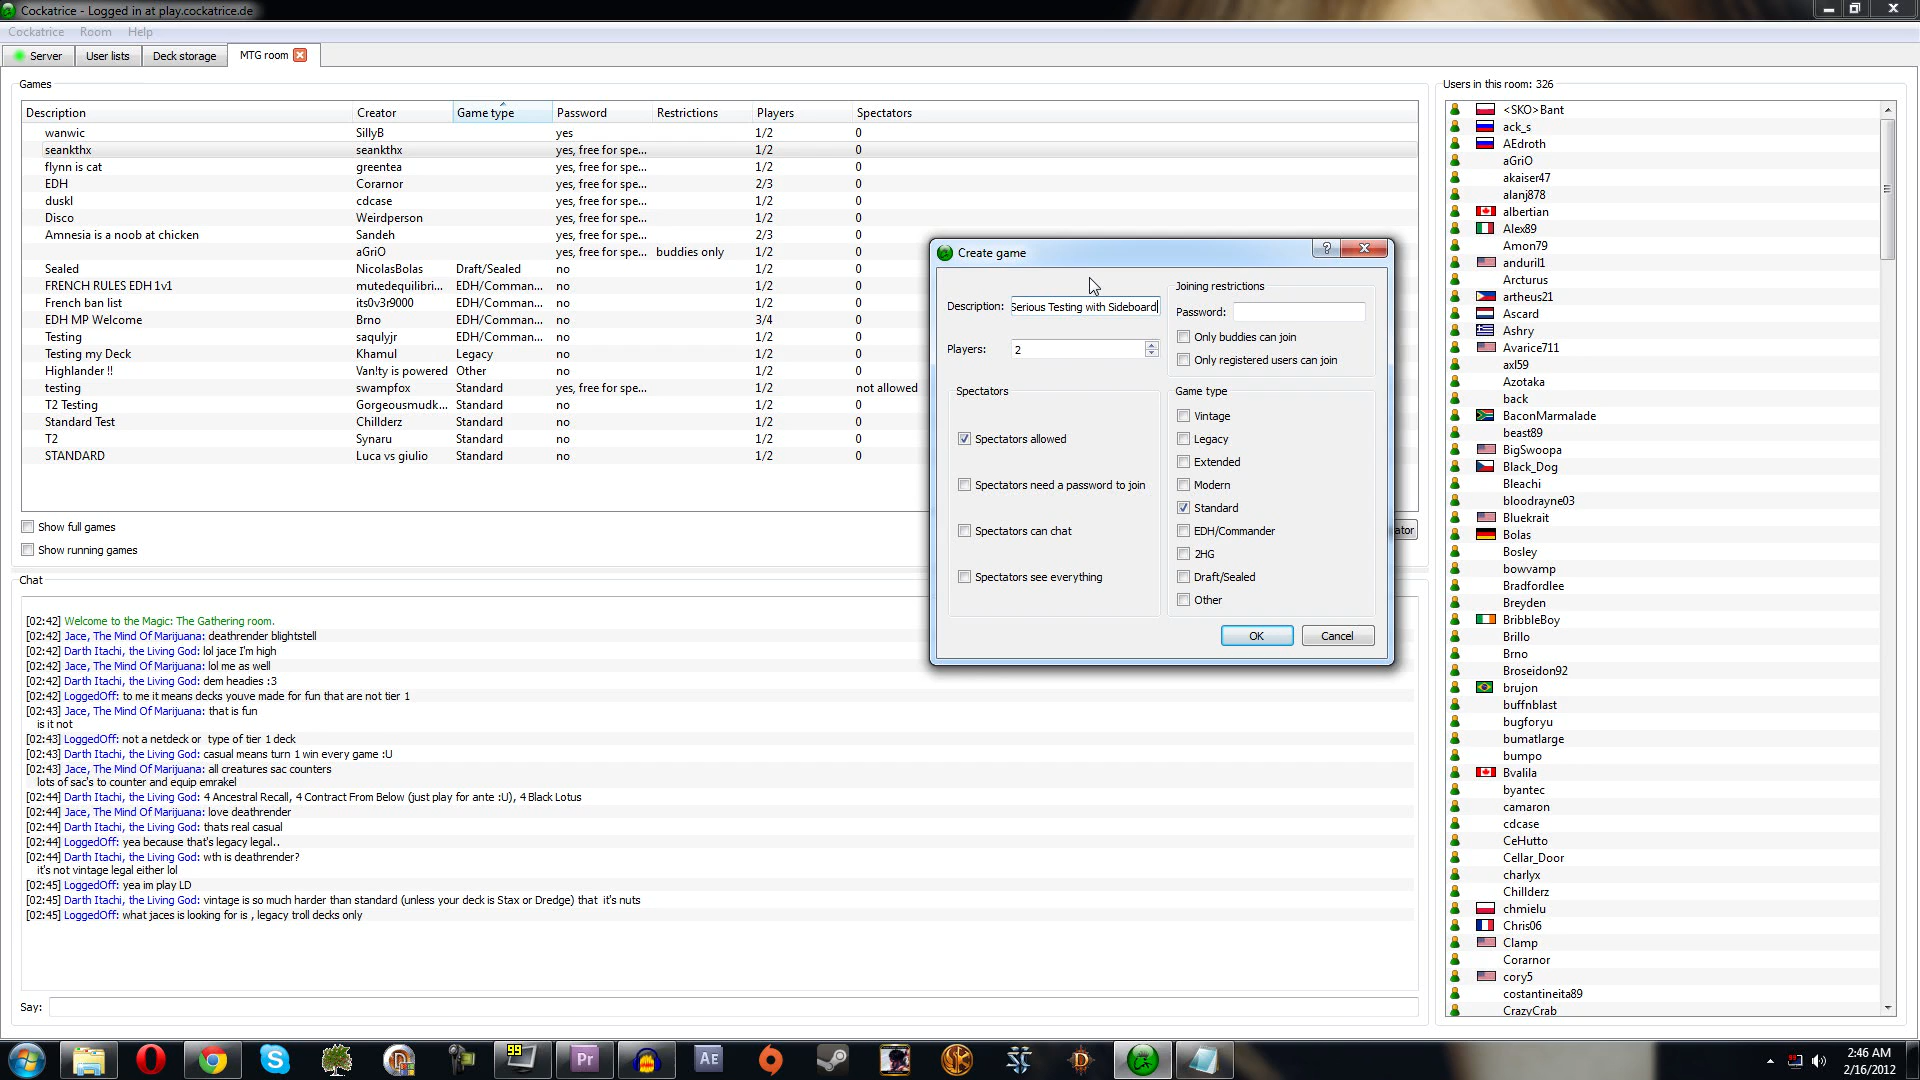 Cockatrice - Logged in at play.cockatrice.de
Cockatrice Room Help
Server User lists Deck storage MTG room
Games
Description Creator Game type Password Restrictions Players Spectators
wanwic SillyB yes 1/2 0
seankthx seankthx yes, free for spe... 1/2 0
flynn is cat greentea yes, free for spe... 1/2 0
EDH Corarnor yes, free for spe... 2/3 0
duskl cdcase yes, free for spe... 1/2 0
Disco Weirdperson yes, free for spe... 1/2 0
Amnesia is a noob at chicken Sandeh yes, free for spe... 2/3 0
aGriO yes, free for spe... buddies only 1/2 0
Sealed NicolasBolas Draft/Sealed no 1/2 0
FRENCH RULES EDH 1v1 mutedequilibri... EDH/Comman... no 1/2 0
French ban list its0v3r9000 EDH/Comman... no 1/2 0
EDH MP Welcome Brno EDH/Comman... no 3/4 0
Testing saqulyjr EDH/Comman... no 1/2 0
Testing my Deck Khamul Legacy no 1/2 0
Highlander !! Van!ty is powered Other no 1/2 0
testing swampfox Standard yes, free for spe... 1/2 not allowed
T2 Testing Gorgeousmudk... Standard no 1/2 0
Standard Test Chillderz Standard no 1/2 0
T2 Synaru Standard no 1/2 0
STANDARD Luca vs giulio Standard no 1/2 0
Show full games
Show running games
ator
Create game
Description: Serious Testing with Sideboard
Players: 2
Joining restrictions
Password:
Only buddies can join
Only registered users can join
Spectators
Spectators allowed
Spectators need a password to join
Spectators can chat
Spectators see everything
Game type
Vintage
Legacy
Extended
Modern
Standard
EDH/Commander
2HG
Draft/Sealed
Other
OK Cancel
Chat
[02:42] Welcome to the Magic: The Gathering room.
[02:42] Jace, The Mind Of Marijuana: deathrender blightstell
[02:42] Darth Itachi, the Living God: lol jace I'm high
[02:42] Jace, The Mind Of Marijuana: lol me as well
[02:42] Darth Itachi, the Living God: dem headies :3
[02:42] LoggedOff: to me it means decks youve made for fun that are not tier 1
[02:43] Jace, The Mind Of Marijuana: that is fun
is it not
[02:43] LoggedOff: not a netdeck or type of tier 1 deck
[02:43] Darth Itachi, the Living God: casual means turn 1 win every game :U
[02:43] Jace, The Mind Of Marijuana: all creatures sac counters
lots of sac's to counter and equip emrakel
[02:44] Darth Itachi, the Living God: 4 Ancestral Recall, 4 Contract From Below (just play for ante :U), 4 Black Lotus
[02:44] Jace, The Mind Of Marijuana: love deathrender
[02:44] Darth Itachi, the Living God: thats real casual
[02:44] LoggedOff: yea because that's legacy legal..
[02:44] Darth Itachi, the Living God: wth is deathrender?
it's not vintage legal either lol
[02:45] LoggedOff: yea im play LD
[02:45] Darth Itachi, the Living God: vintage is so much harder than standard (unless your deck is Stax or Dredge) that it's nuts
[02:45] LoggedOff: what jaces is looking for is , legacy troll decks only
Say:
Users in this room: 326
<SKO>Bant
ack_s
AEdroth
aGriO
akaiser47
alanj878
albertian
Alex89
Amon79
anduril1
Arcturus
artheus21
Ascard
Ashry
Avarice711
axl59
Azotaka
back
BaconMarmalade
beast89
BigSwoopa
Black_Dog
Bleachi
bloodrayne03
Bluekrait
Bolas
Bosley
bowvamp
Bradfordlee
Breyden
BribbleBoy
Brillo
Brno
Broseidon92
brujon
buffnblast
bugforyu
bumatlarge
bumpo
Bvalila
byantec
camaron
cdcase
CeHutto
Cellar_Door
charlyx
Chillderz
chmielu
Chris06
Clamp
Corarnor
cory5
costantineita89
CrazyCrab
99
Pr
Ae
2:46 AM
2/16/2012